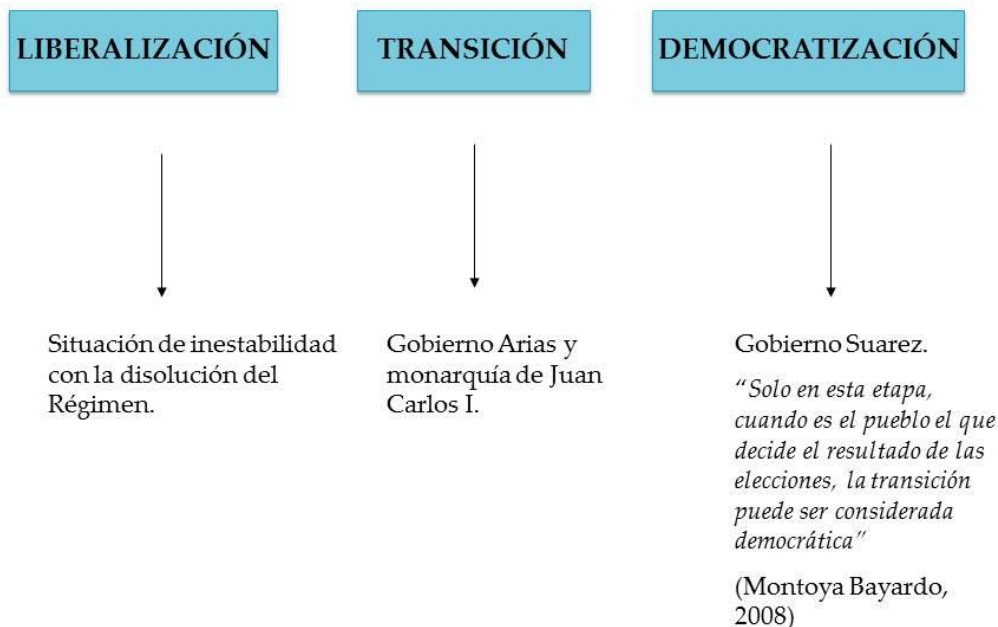 LIBERALIZACIÓN
TRANSICIÓN
DEMOCRATIZACIÓN
Situación de inestabilidad
con la disolución del
Régimen.
Gobierno Arias y
monarquía de Juan
Carlos I.
Gobierno Suarez.
“Solo en esta etapa,
cuando es el pueblo el que
decide el resultado de las
elecciones, la transición
puede ser considerada
democrática”
(Montoya Bayardo,
2008)